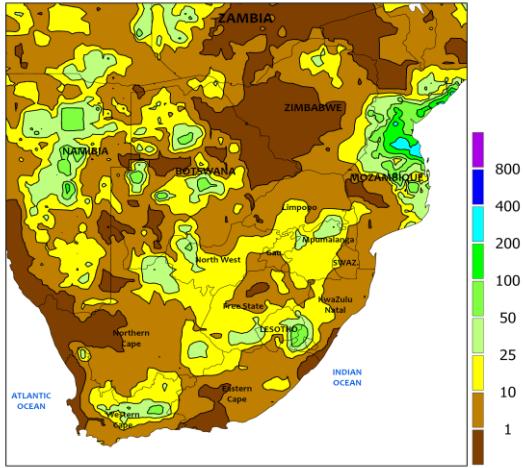 ZAMBIA
ZIMBABWE
NAMIBIA
BOTSWANA
MOZAMBIQUE
Limpopo
Mpumalanga
Gau
North West
SWAZ.
Free State
KwaZulu
Natal
LESOTKO
Northern
Cape
INDIAN
OCEAN
Eastern
Cape
ATLANTIC
OCEAN
Western
Cape
800
400
200
100
50
25
10
1